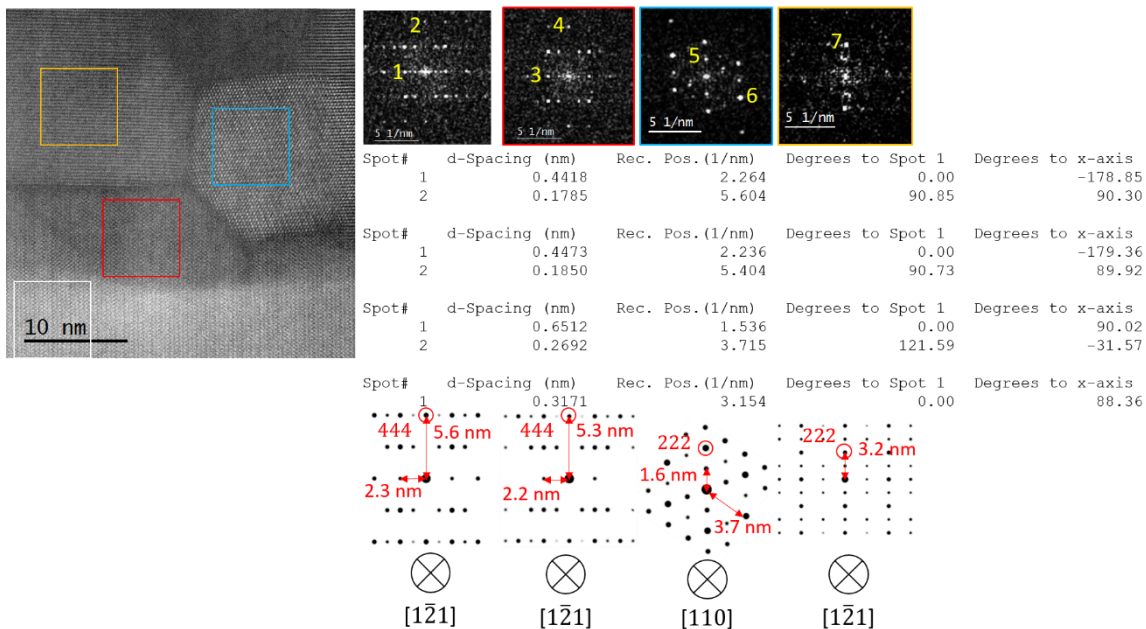 2
4
7
5
1
3
6
5 1/nm
5 1/nm
5 1/nm
5 1/nm
10 nm
Spot# d-Spacing (nm) Rec. Pos.(1/nm) Degrees to Spot 1 Degrees to x-axis
1 0.4418 2.264 0.00 -178.85
2 0.1785 5.604 90.85 90.30
Spot# d-Spacing (nm) Rec. Pos.(1/nm) Degrees to Spot 1 Degrees to x-axis
1 0.4473 2.236 0.00 -179.36
2 0.1850 5.404 90.73 89.92
Spot# d-Spacing (nm) Rec. Pos.(1/nm) Degrees to Spot 1 Degrees to x-axis
1 0.6512 1.536 0.00 90.02
2 0.2692 3.715 121.59 -31.57
Spot# d-Spacing (nm) Rec. Pos.(1/nm) Degrees to Spot 1 Degrees to x-axis
1 0.3171 3.154 0.00 88.36
444
5.6 nm
2.3 nm
444
5.3 nm
2.2 nm
222
1.6 nm
3.7 nm
222
3.2 nm
[12̄1]
[12̄1]
[110]
[12̄1]